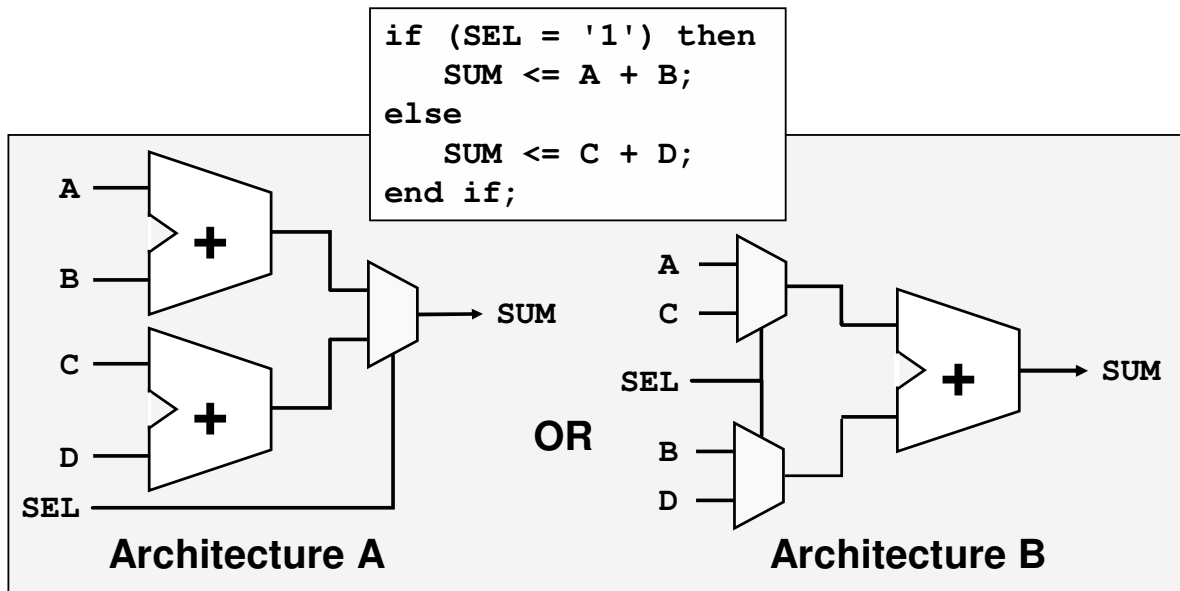 if (SEL = '1') then
SUM <= A + B;
else
SUM <= C + D;
end if;
A
+
B
SUM
C
+
D
SEL
Architecture A
OR
A
C
SEL
+
SUM
B
D
Architecture B